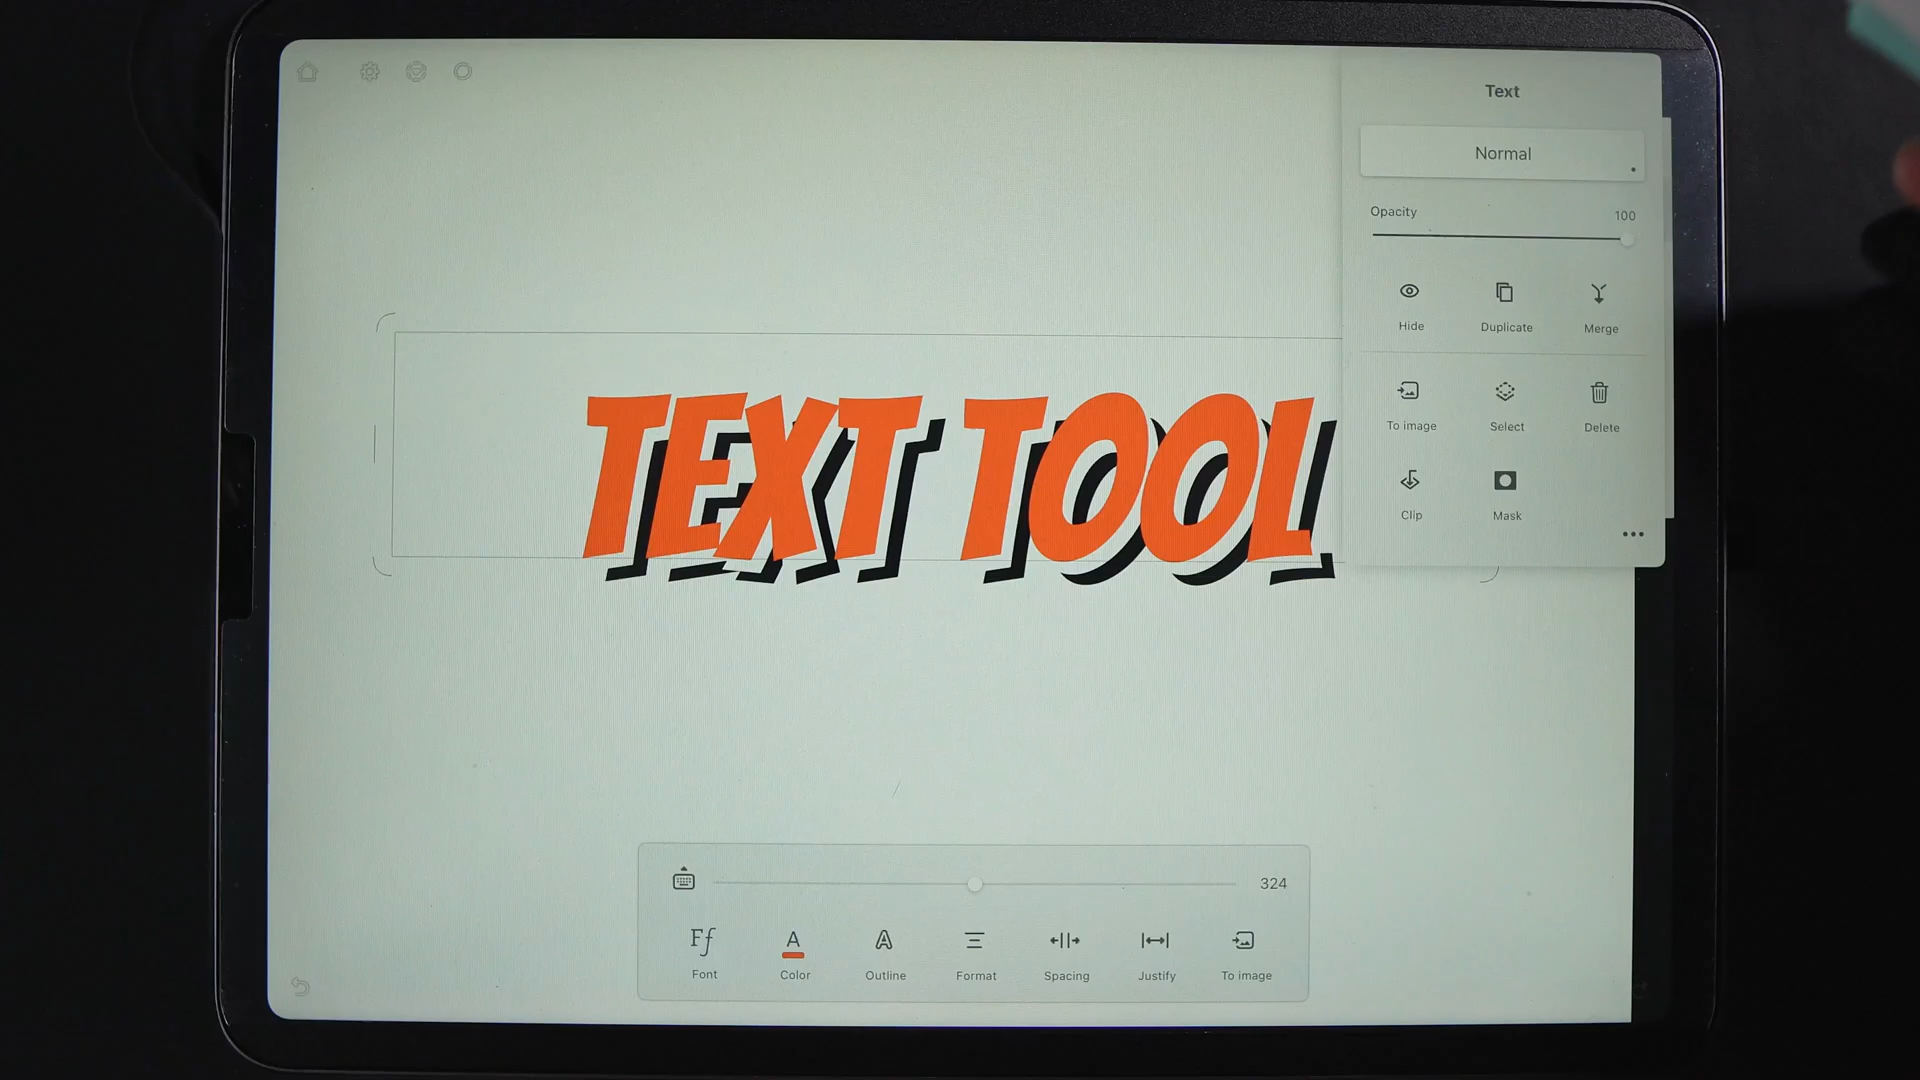 Text
Normal
Opacity 100
Hide Duplicate Merge
To image Select Delete
Clip Mask
TEXT TOOL
324
Ff A A
Font Color Outline Format Spacing Justify To image